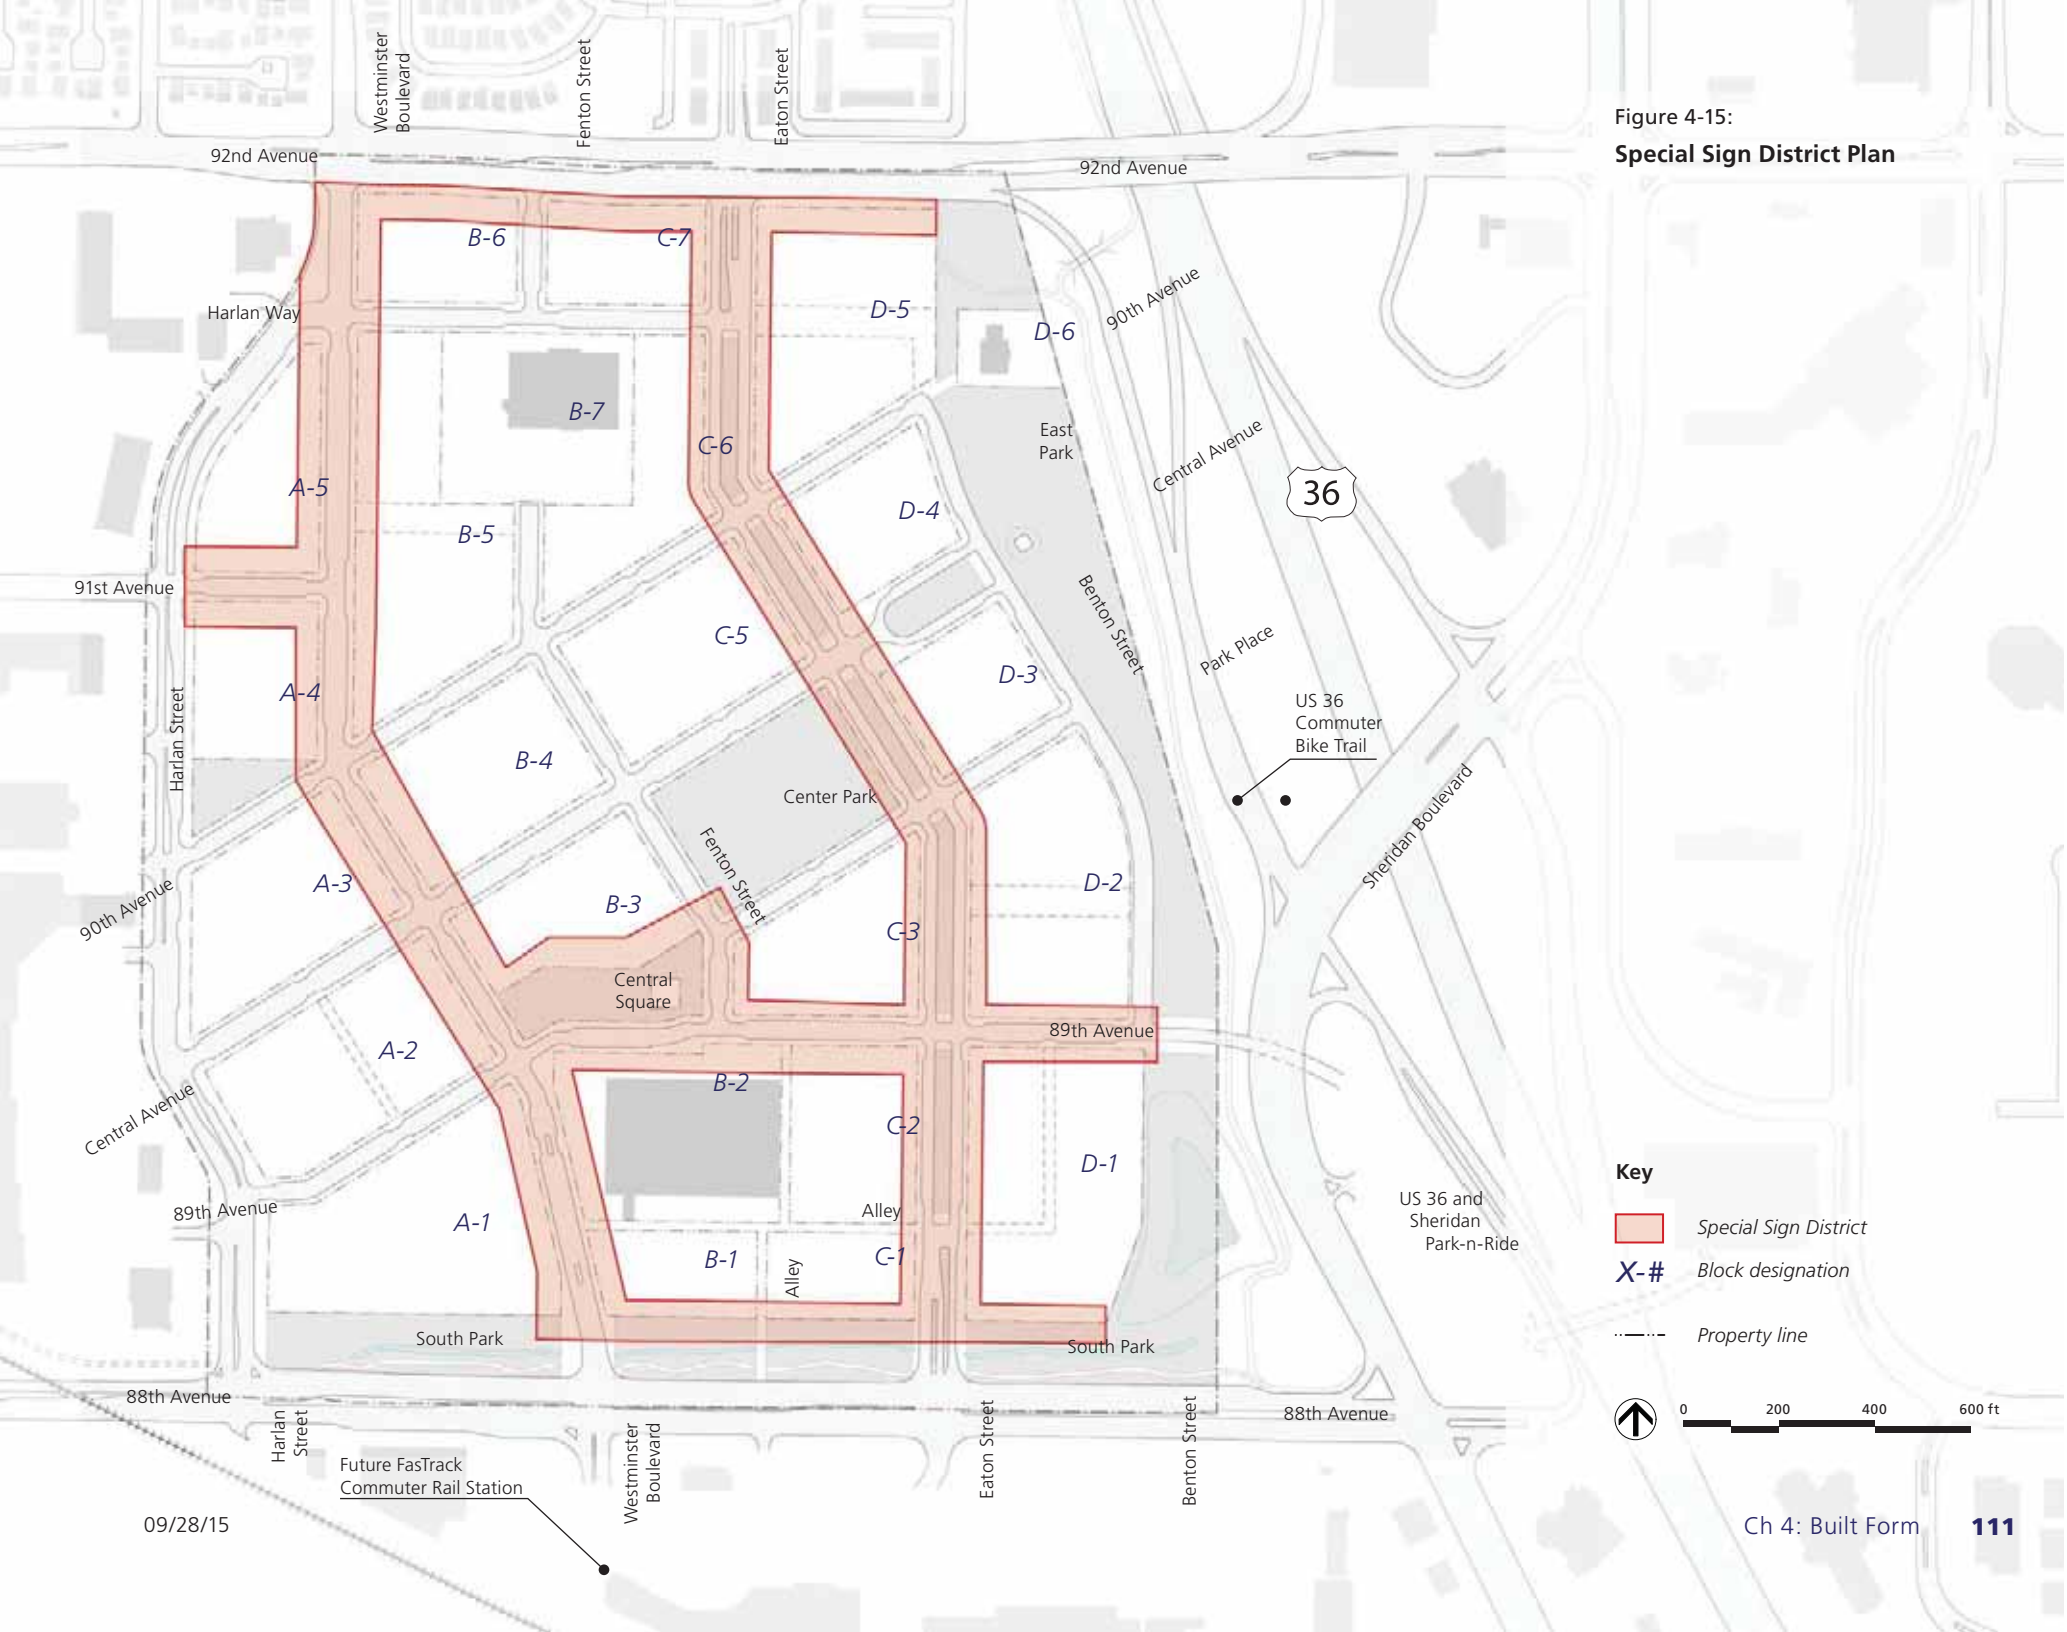 Westminster
Boulevard
Fenton Street
Eaton Street
Figure 4-15:
Special Sign District Plan
92nd Avenue
92nd Avenue
B-6
C-7
Harlan Way
D-5
D-6
90th Avenue
B-7
East
Park
C-6
Central Avenue
A-5
36
D-4
B-5
91st Avenue
Benton Street
C-5
Park Place
D-3
A-4
Harlan Street
US 36
Commuter
Bike Trail
B-4
Center Park
Sheridan Boulevard
Fenton Street
A-3
D-2
90th Avenue
B-3
C-3
Central
Square
89th Avenue
A-2
B-2
Central Avenue
C-2
D-1
Key
89th Avenue
A-1
Alley
US 36 and
Sheridan
Park-n-Ride
Special Sign District
B-1
Alley
C-1
X-# Block designation
South Park
South Park
Property line
88th Avenue
88th Avenue
Harlan
Street
Westminster
Boulevard
Eaton Street
Benton Street
0 200 400 600 ft
Future FasTrack
Commuter Rail Station
09/28/15
Ch 4: Built Form 111